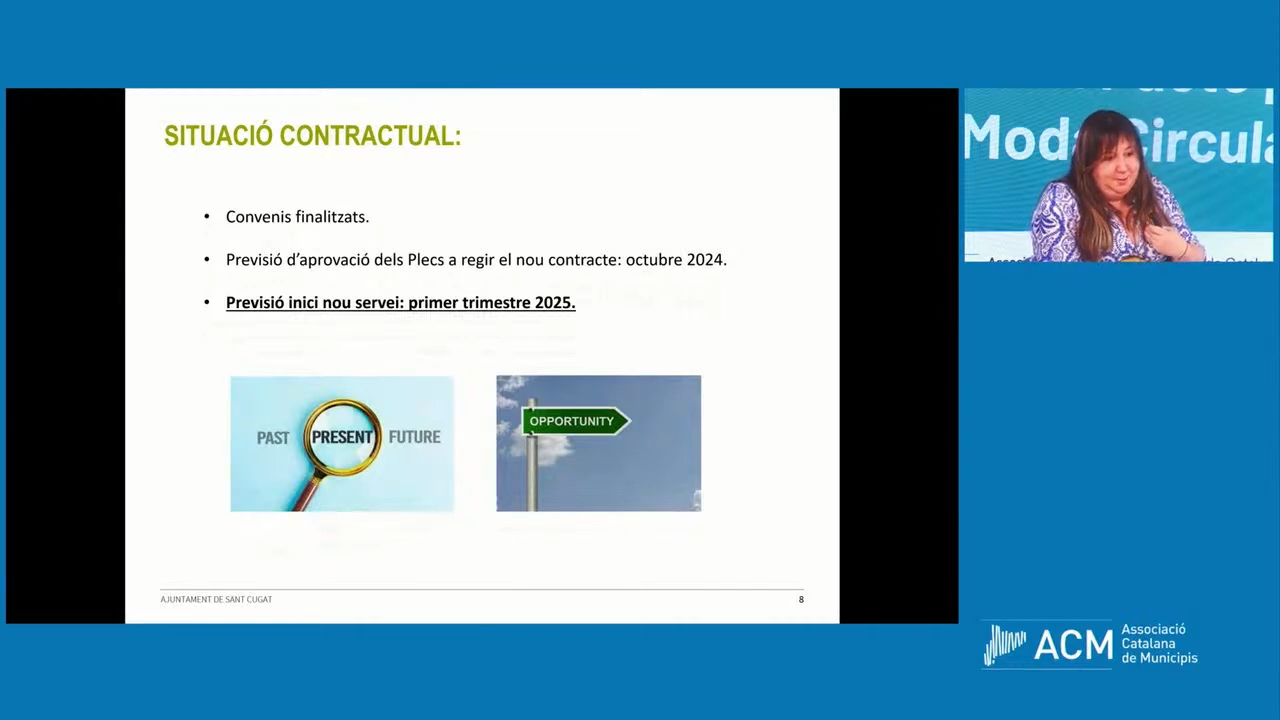 SITUACIÓ CONTRACTUAL:
• Convenis finalitzats.
• Previsió d'aprovació dels Plecs a regir el nou contracte: octubre 2024.
• Previsió inici nou servei: primer trimestre 2025.
PAST PRESENT FUTURE
OPPORTUNITY
AJUNTAMENT DE SANT CUGAT
8
Moda Circula
ACM
Associació
Catalana
de Municipis